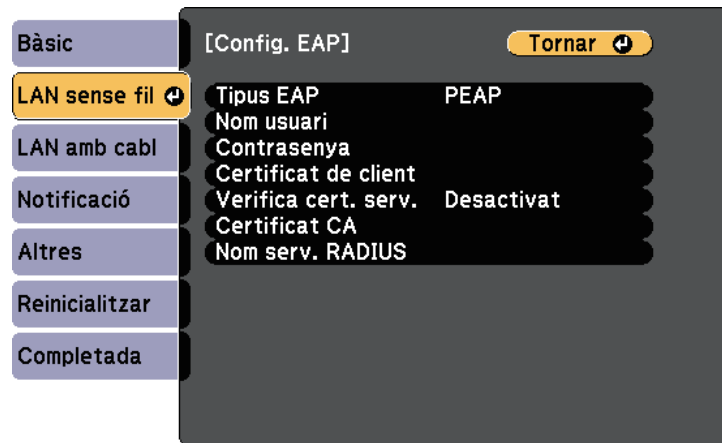 Bàsic
LAN sense fil
LAN amb cabl
Notificació
Altres
Reinicialitzar
Completada
[Config. EAP]
Tornar
Tipus EAP PEAP
Nom usuari
Contrasenya
Certificat de client
Verifica cert. serv. Desactivat
Certificat CA
Nom serv. RADIUS